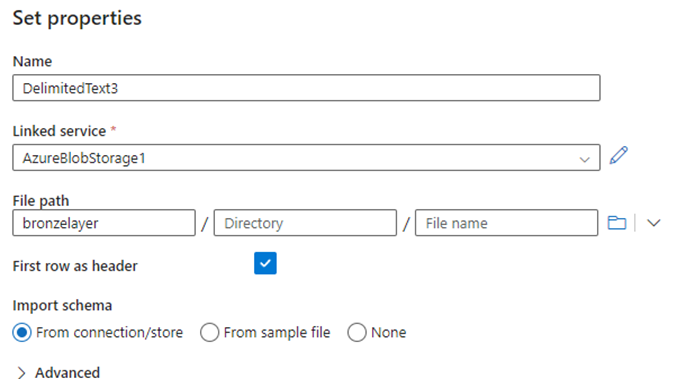 Set properties
Name
DelimitedText3
Linked service *
AzureBlobStorage1
File path
bronzelayer / Directory / File name
First row as header
Import schema
From connection/store From sample file None
Advanced